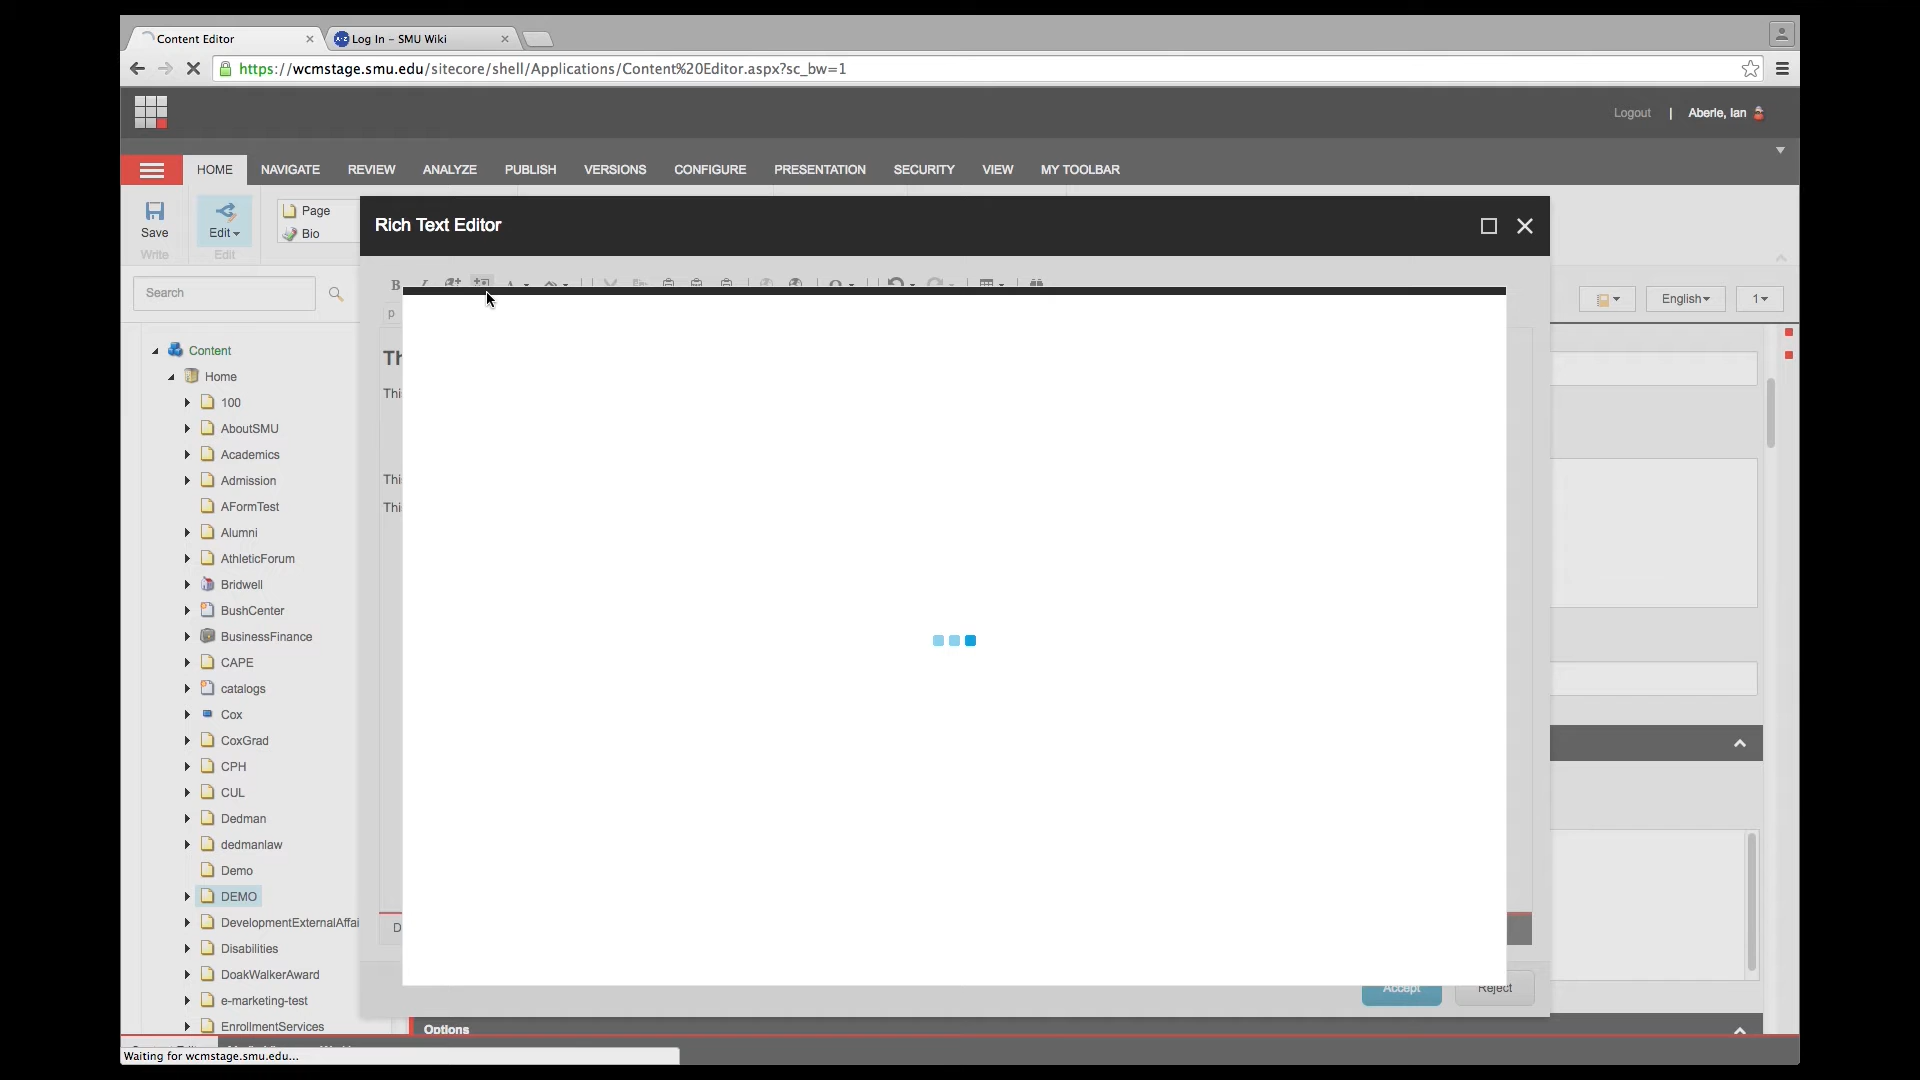 Content Editor
Log In – SMU Wiki
https://wcmstage.smu.edu/sitecore/shell/Applications/Content%20Editor.aspx?sc_bw=1
Logout | Aberle, Ian
HOME NAVIGATE REVIEW ANALYZE PUBLISH VERSIONS CONFIGURE PRESENTATION SECURITY VIEW MY TOOLBAR
Save
Write
Edit
Edit
Page
Bio
Rich Text Editor
B
p
Search
English
1
Th
Thi
Thi
Thi
D
Content
Home
100
AboutSMU
Academics
Admission
AFormTest
Alumni
AthleticForum
Bridwell
BushCenter
BusinessFinance
CAPE
catalogs
Cox
CoxGrad
CPH
CUL
Dedman
dedmanlaw
Demo
DEMO
DevelopmentExternalAffai
Disabilities
DoakWalkerAward
e-marketing-test
EnrollmentServices
Accept
Reject
Options
Waiting for wcmstage.smu.edu...